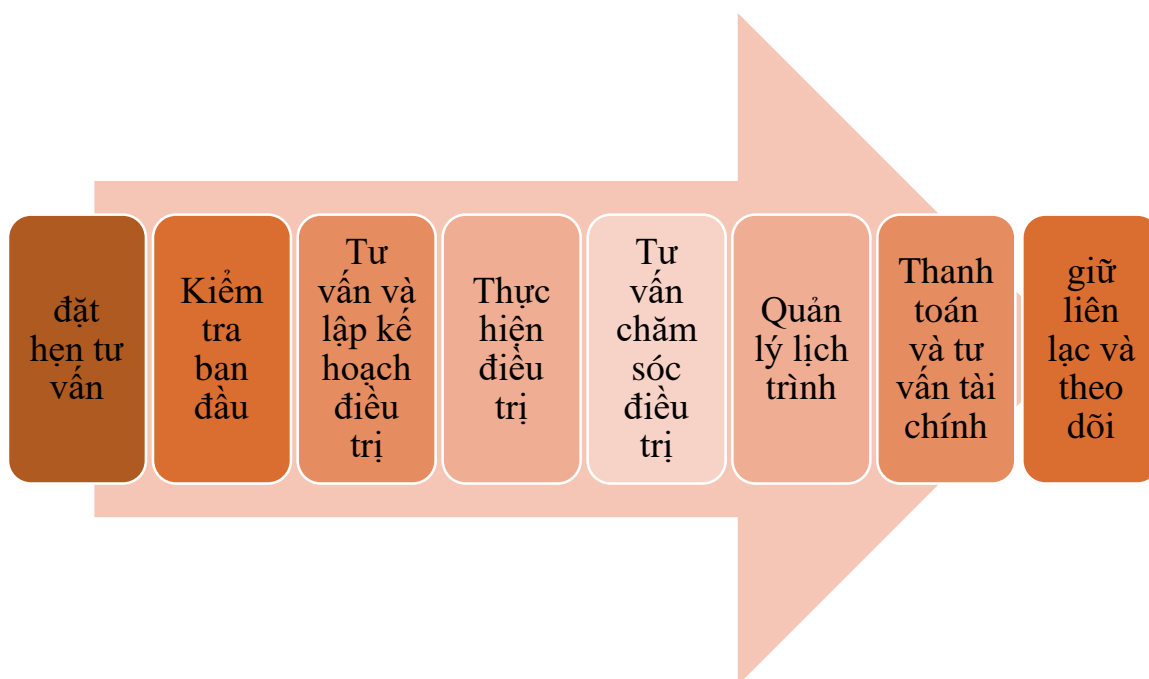 đặt
hẹn tư
vấn
Kiểm
tra
ban
đầu
Tư
vấn và
lập kế
hoạch
điều
trị
Thực
hiện
điều
trị
Tư
vấn
chăm
sóc
điều
trị
Quản
lý lịch
trình
Thanh
toán
và tư
vấn tài
chính
giữ
liên
lạc và
theo
dõi